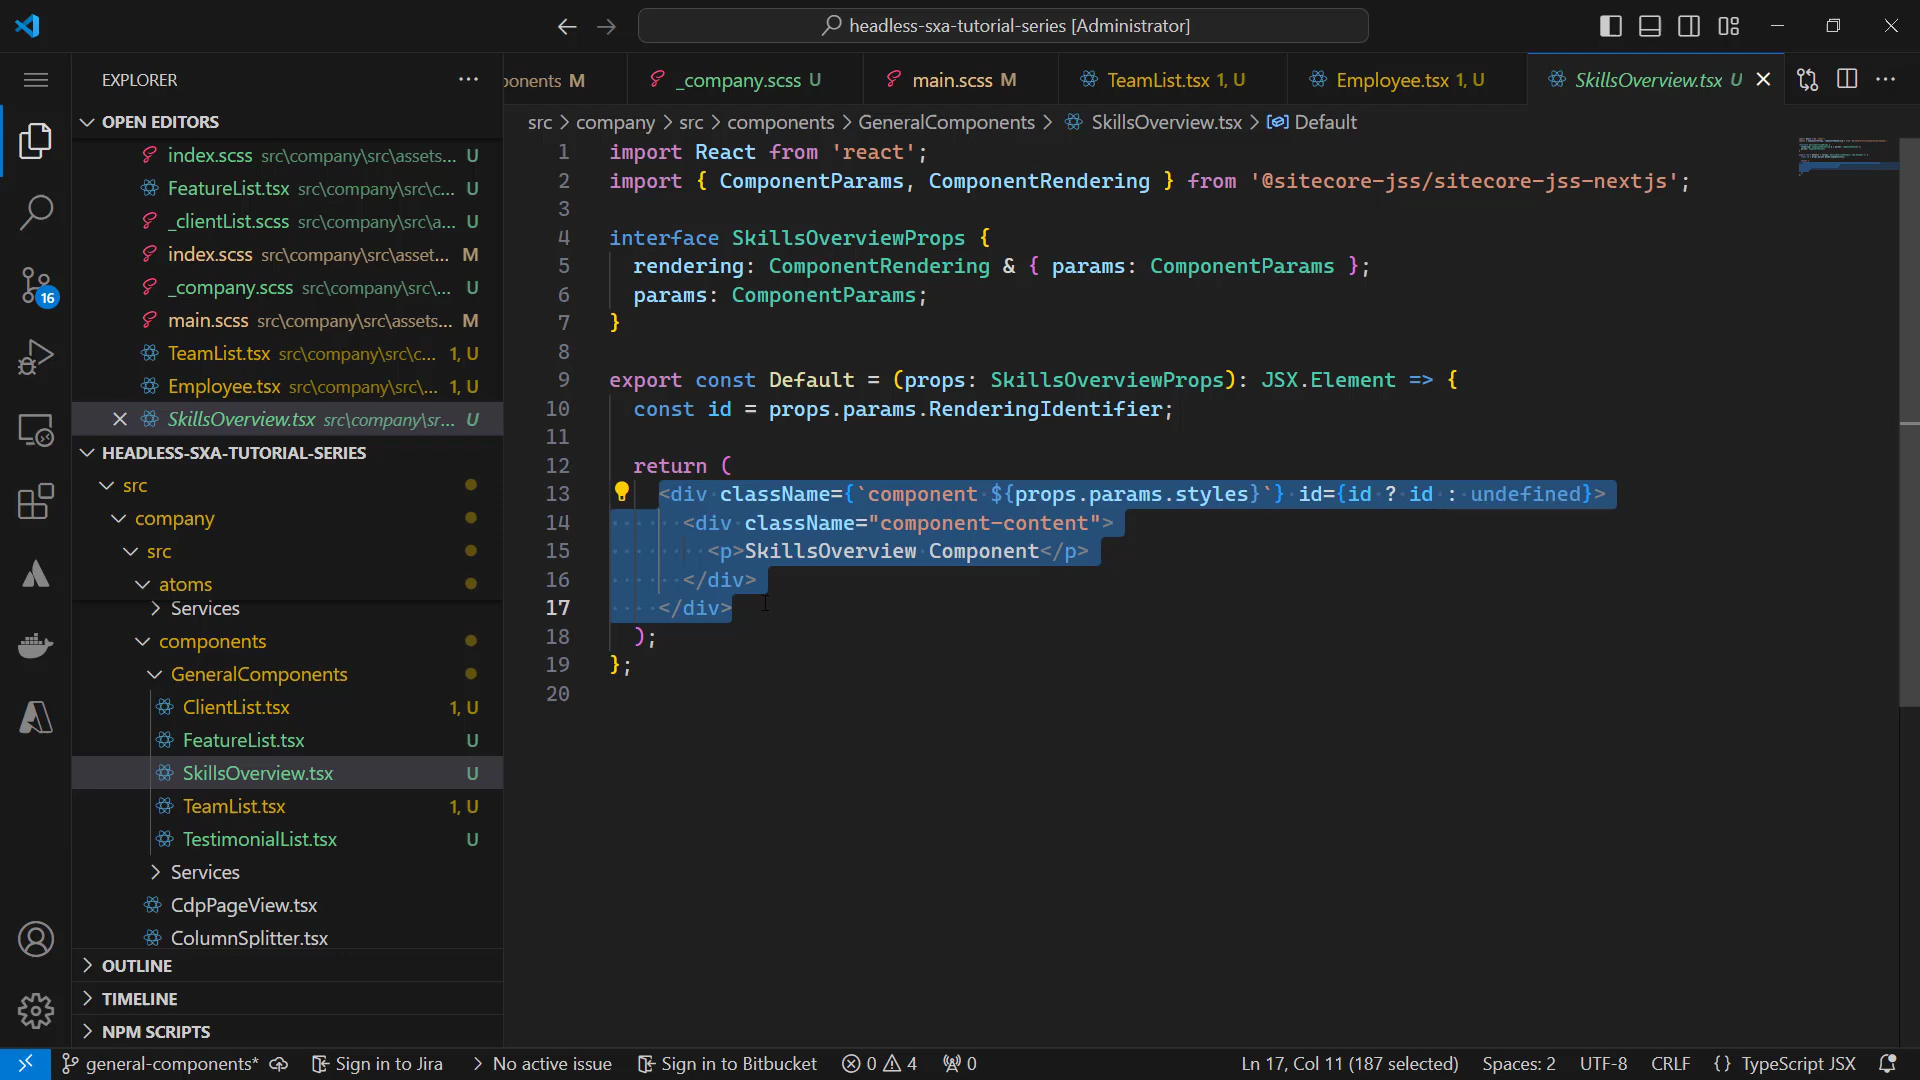 headless-sxa-tutorial-series [Administrator]
EXPLORER
OPEN EDITORS
index.scss src\company\src\assets... U
FeatureList.tsx src\company\src\c... U
_clientList.scss src\company\src\a... U
index.scss src\company\src\asset... M
_company.scss src\company\src\... U
main.scss src\company\src\assets... M
TeamList.tsx src\company\src\c... 1, U
Employee.tsx src\company\src\... 1, U
SkillsOverview.tsx src\company\sr... U
HEADLESS-SXA-TUTORIAL-SERIES
src
company
src
atoms
Services
components
GeneralComponents
ClientList.tsx 1, U
FeatureList.tsx U
SkillsOverview.tsx U
TeamList.tsx 1, U
TestimonialList.tsx U
Services
CdpPageView.tsx
ColumnSplitter.tsx
OUTLINE
TIMELINE
NPM SCRIPTS
16
onents M _company.scss U main.scss M TeamList.tsx 1, U Employee.tsx 1, U SkillsOverview.tsx U
src > company > src > components > GeneralComponents > SkillsOverview.tsx > Default
1 import React from 'react';
2 import { ComponentParams, ComponentRendering } from '@sitecore-jss/sitecore-jss-nextjs';
3
4 interface SkillsOverviewProps {
5 rendering: ComponentRendering & { params: ComponentParams };
6 params: ComponentParams;
7 }
8
9 export const Default = (props: SkillsOverviewProps): JSX.Element => {
10 const id = props.params.RenderingIdentifier;
11
12 return (
13 <div className={`component ${props.params.styles}`} id={id ? id : undefined}>
14 <div className="component-content">
15 <p>SkillsOverview Component</p>
16 </div>
17 </div>
18 );
19 };
20
general-components* Sign in to Jira > No active issue Sign in to Bitbucket 0 4 0 Ln 17, Col 11 (187 selected) Spaces: 2 UTF-8 CRLF {} TypeScript JSX